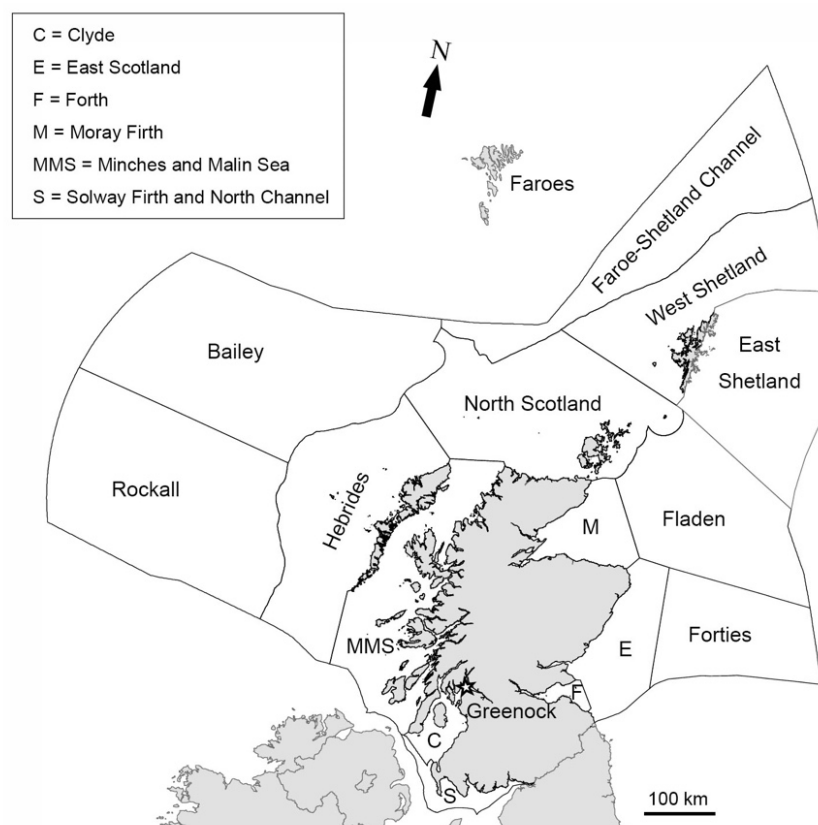 C = Clyde
E = East Scotland
F = Forth
M = Moray Firth
MMS = Minches and Malin Sea
S = Solway Firth and North Channel
N
Faroes
Faroe-Shetland Channel
West Shetland
East
Shetland
Bailey
North Scotland
Rockall
Hebrides
M
Fladen
MMS
E
Forties
F
Greenock
C
S
100 km